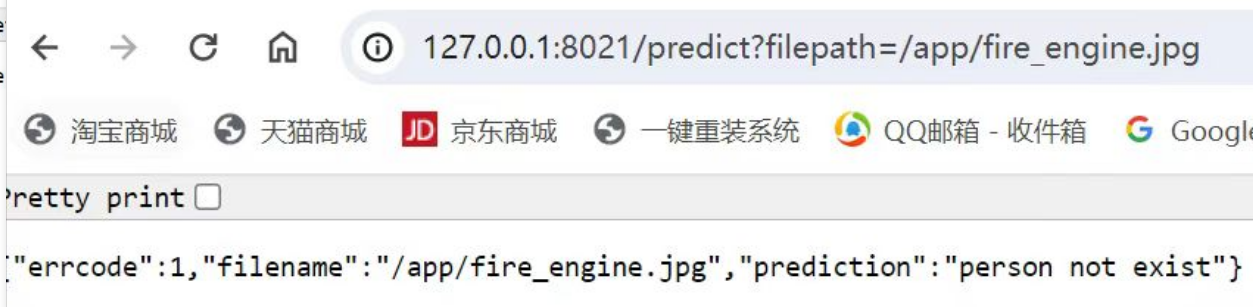 127.0.0.1:8021/predict?filepath=/app/fire_engine.jpg
淘宝商城 天猫商城 JD 京东商城 一键重装系统 QQ邮箱 - 收件箱 G Google
Pretty print
{"errcode":1,"filename":"/app/fire_engine.jpg","prediction":"person not exist"}